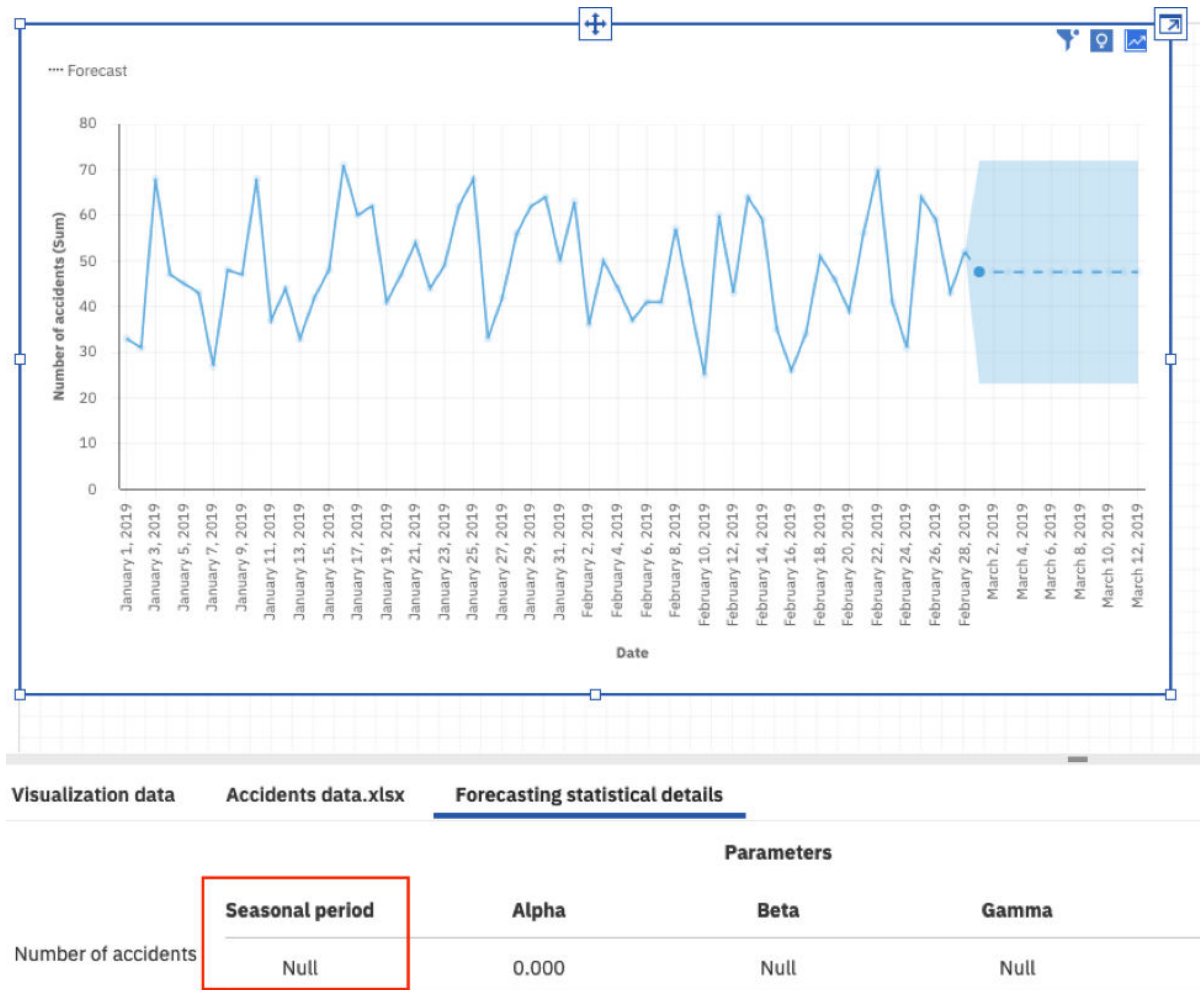 ···· Forecast
80
70
60
50
40
30
20
10
0
Number of accidents (Sum)
January 1, 2019
January 3, 2019
January 5, 2019
January 7, 2019
January 9, 2019
January 11, 2019
January 13, 2019
January 15, 2019
January 17, 2019
January 19, 2019
January 21, 2019
January 23, 2019
January 25, 2019
January 27, 2019
January 29, 2019
January 31, 2019
February 2, 2019
February 4, 2019
February 6, 2019
February 8, 2019
February 10, 2019
February 12, 2019
February 14, 2019
February 16, 2019
February 18, 2019
February 20, 2019
February 22, 2019
February 24, 2019
February 26, 2019
February 28, 2019
March 2, 2019
March 4, 2019
March 6, 2019
March 8, 2019
March 10, 2019
March 12, 2019
Date
Visualization data Accidents data.xlsx Forecasting statistical details
Parameters
Seasonal period Alpha Beta Gamma
Number of accidents Null 0.000 Null Null